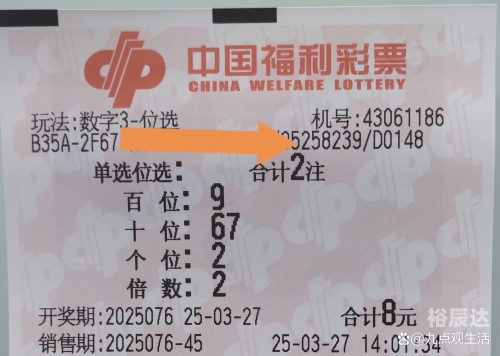 中国福利彩票
CHINA WELFARE LOTTERY
玩法:数字3-位选 机号:43061186
B35A-2F67 5258239/D0148
单选位选: 合计2注
百 位: 9
十 位: 67
个 位: 2
倍 数: 2
开奖期:2025076 25-03-27 合计8元
销售期:2025076-45 25-03-27 14:01:34
裕辰达
@九点观生活